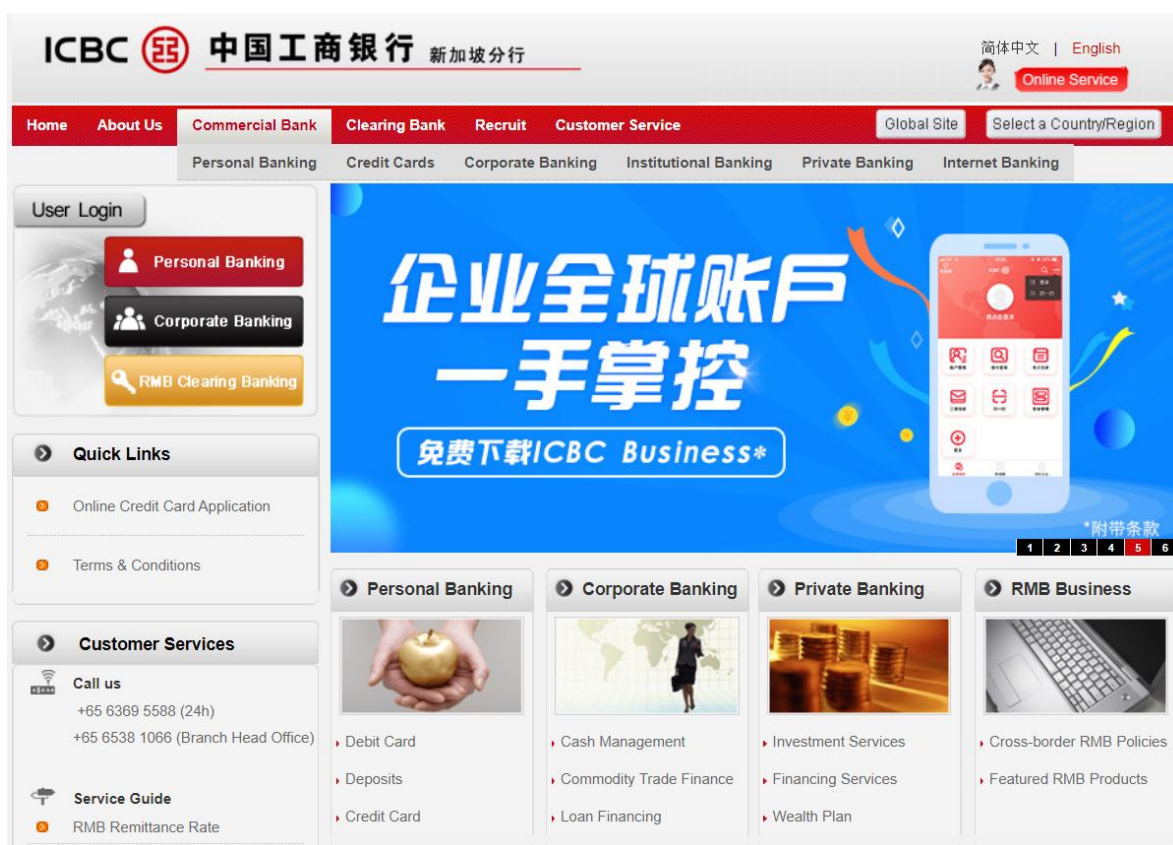 ICBC 中国工商银行 新加坡分行
简体中文 | English
Online Service
Home About Us Commercial Bank Clearing Bank Recruit Customer Service Global Site Select a Country/Region
Personal Banking Credit Cards Corporate Banking Institutional Banking Private Banking Internet Banking
User Login
Personal Banking
Corporate Banking
RMB Clearing Banking
企业全球账户
一手掌控
免费下载ICBC Business*
*附带条款
1 2 3 4 5 6
Quick Links
Online Credit Card Application
Terms & Conditions
Customer Services
Call us
+65 6369 5588 (24h)
+65 6538 1066 (Branch Head Office)
Service Guide
RMB Remittance Rate
Personal Banking
Debit Card
Deposits
Credit Card
Corporate Banking
Cash Management
Commodity Trade Finance
Loan Financing
Private Banking
Investment Services
Financing Services
Wealth Plan
RMB Business
Cross-border RMB Policies
Featured RMB Products